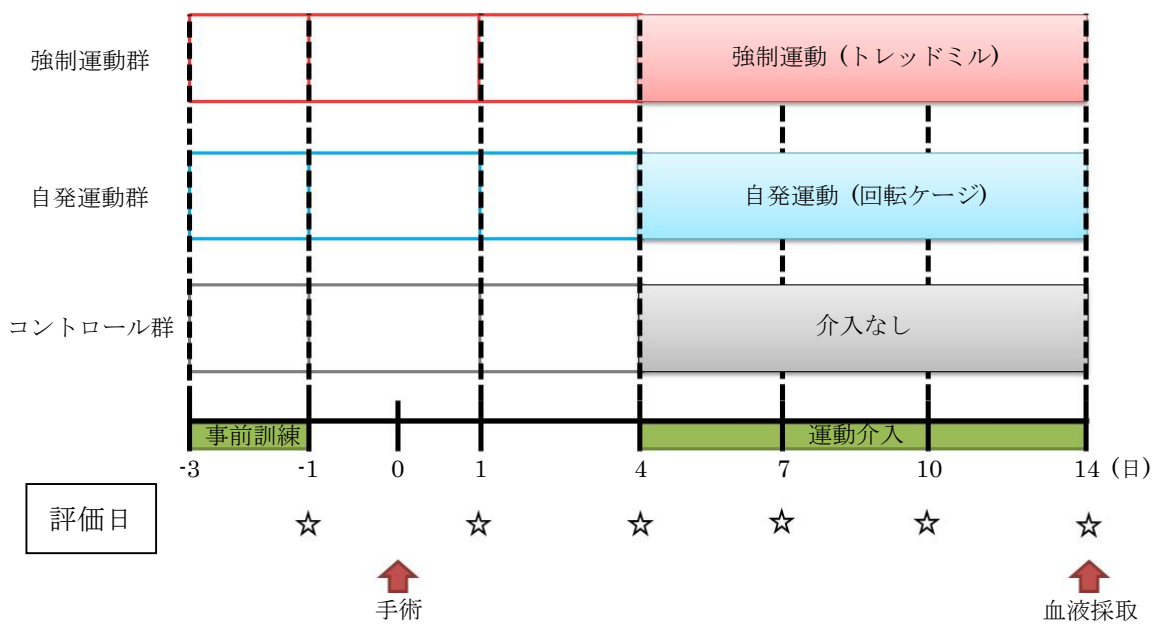 強制運動群
強制運動 (トレッドミル)
自発運動群
自発運動 (回転ケージ)
コントロール群
介入なし
事前訓練
運動介入
-3 -1 0 1 4 7 10 14 (日)
評価日 ☆ ☆ ☆ ☆ ☆ ☆
手術
血液採取